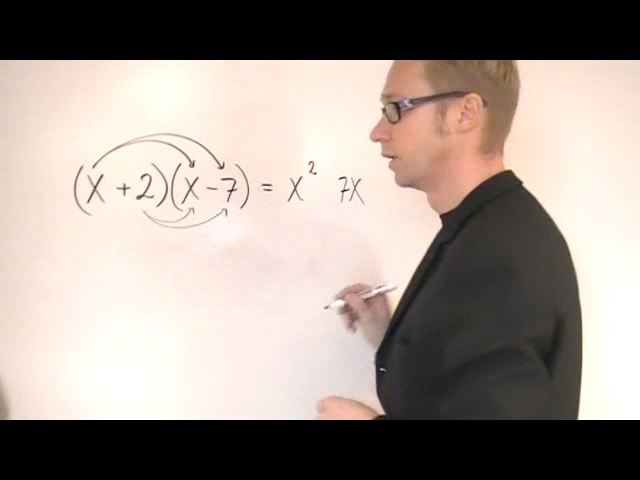 (x + 2)(x - 7) = x² 7x